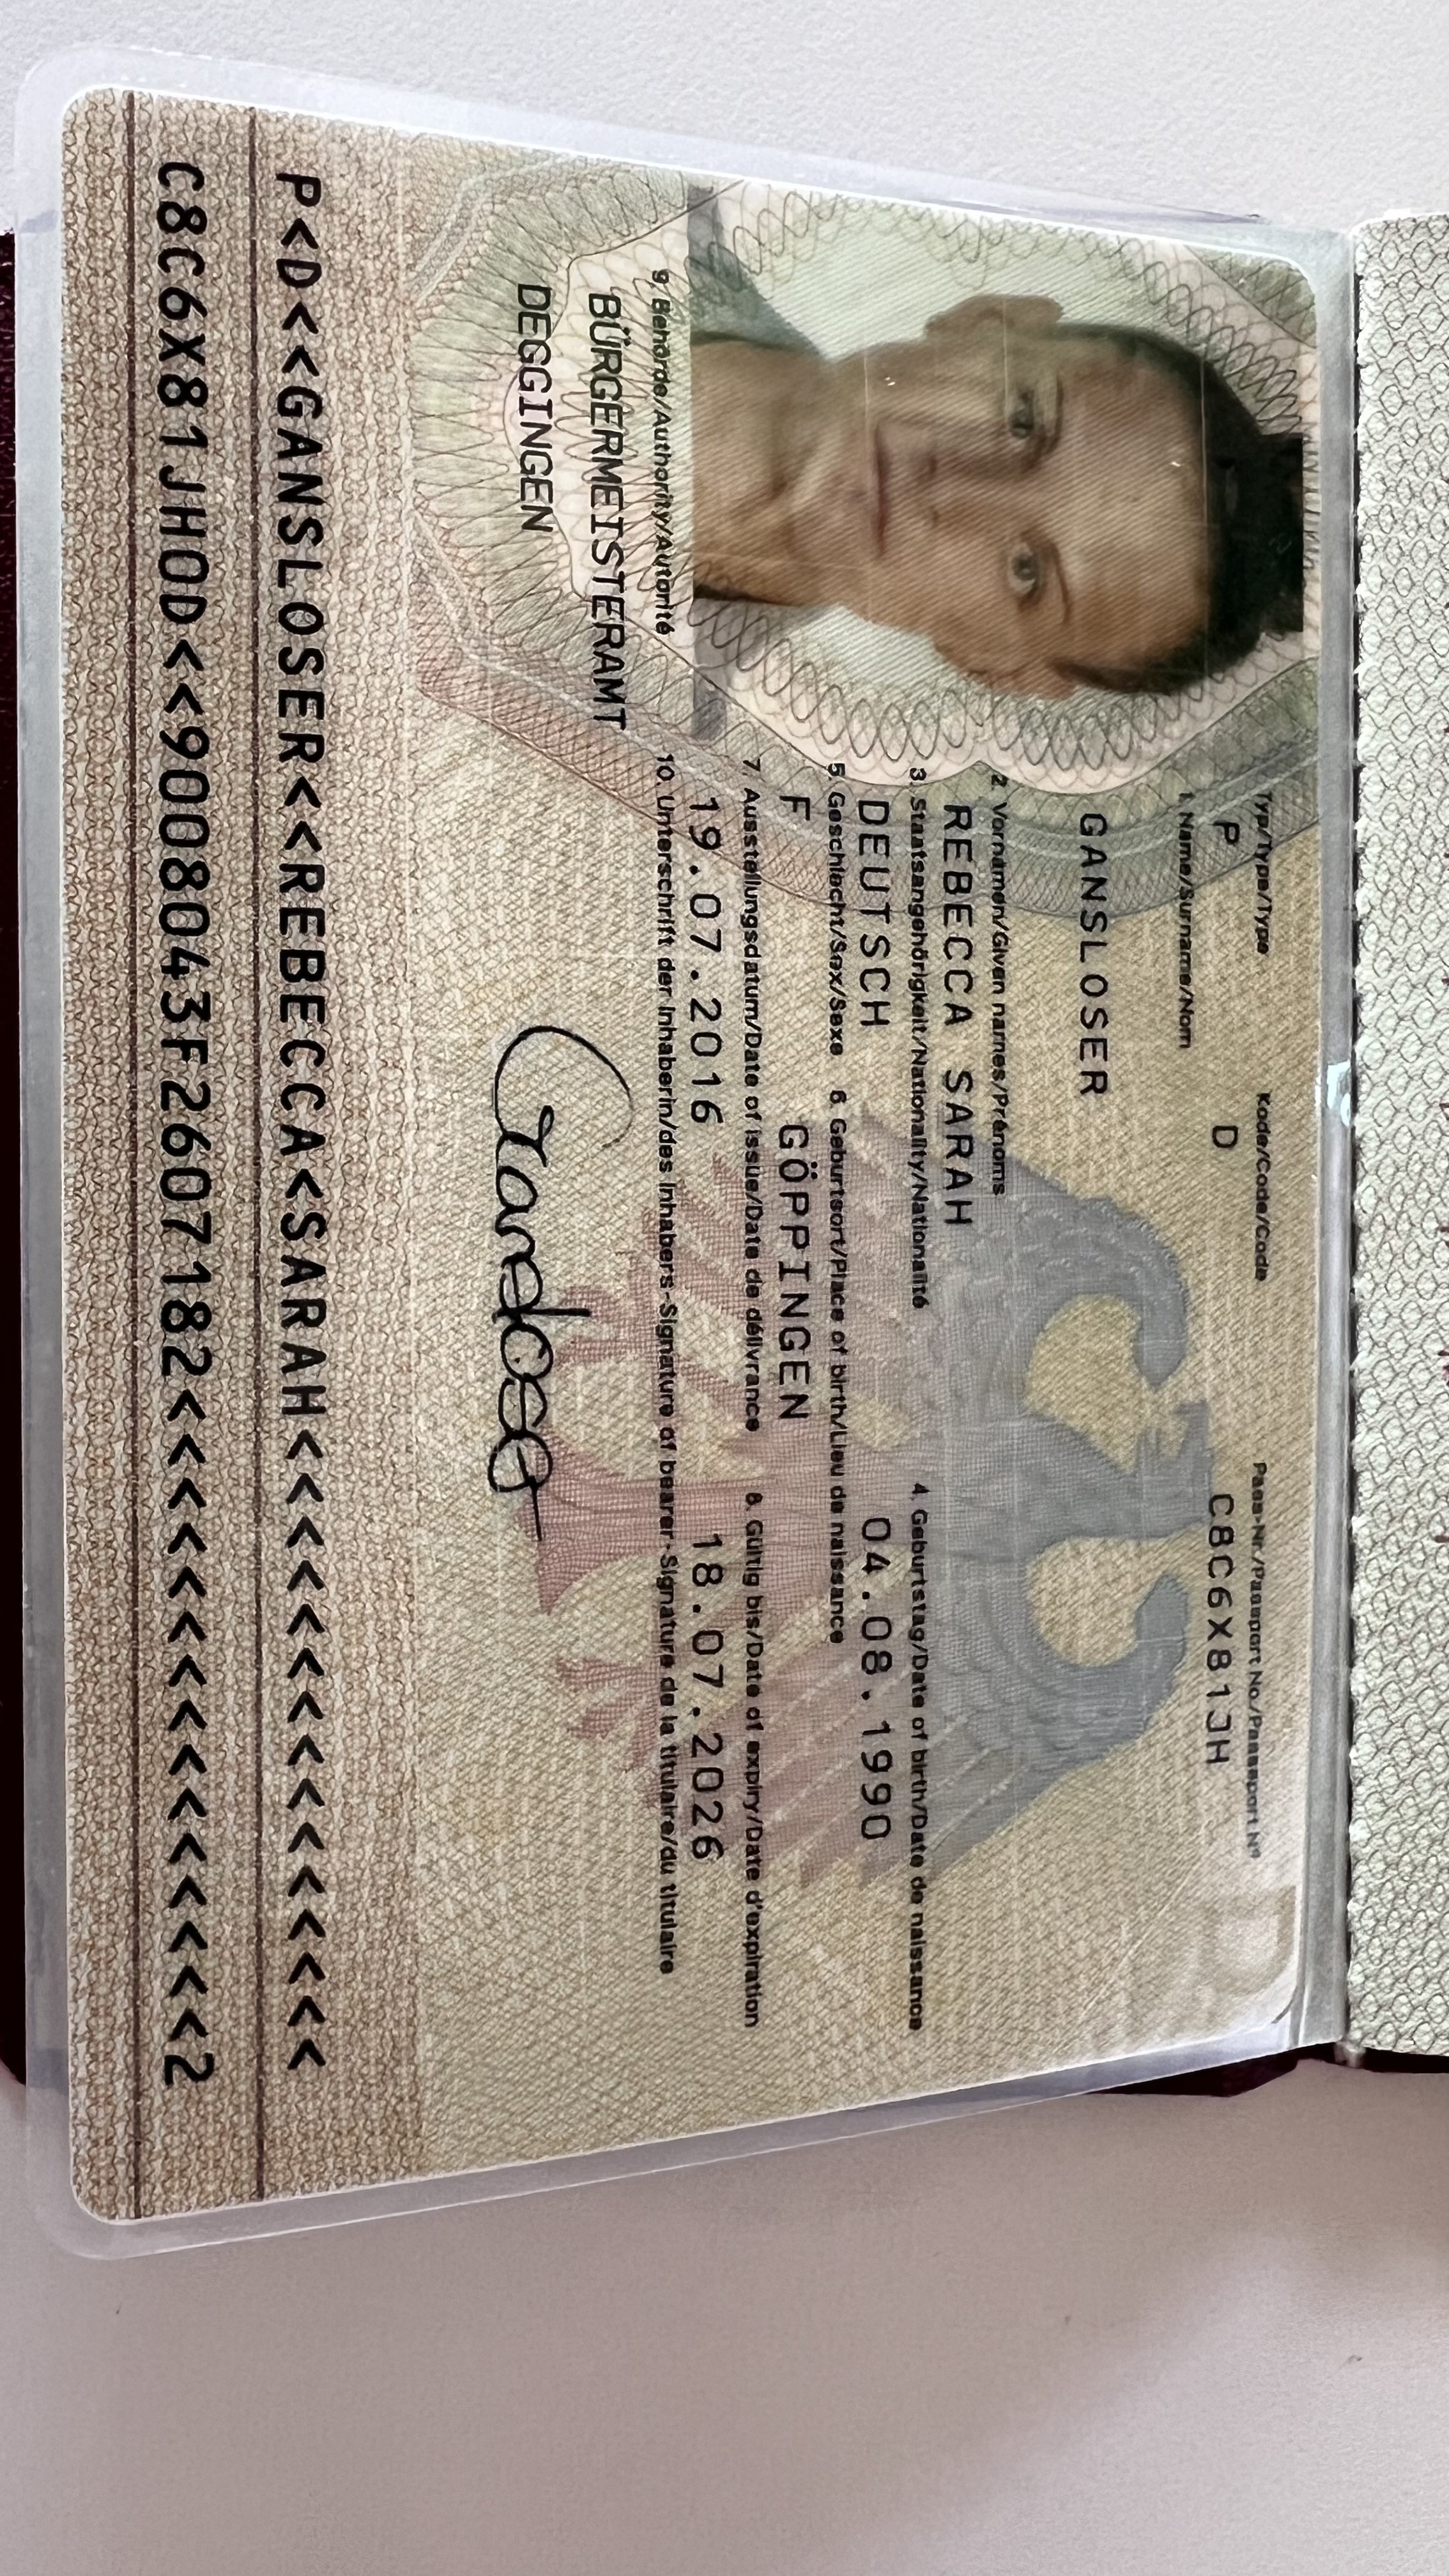 Typ/Type/Type Kode/Code/Code Pass-Nr./Passport No./Passeport Nº
P D C8C6X81JH
1. Name/Surname/Nom
GANSLOSER
2. Vornamen/Given names/Prénoms
REBECCA SARAH
3. Staatsangehörigkeit/Nationality/Nationalité 4. Geburtstag/Date of birth/Date de naissance
DEUTSCH 04.08.1990
5. Geschlecht/Sex/Sexe 6. Geburtsort/Place of birth/Lieu de naissance
F GÖPPINGEN
7. Ausstellungsdatum/Date of issue/Date de délivrance 8. Gültig bis/Date of expiry/Date d'expiration
19.07.2016 18.07.2026
9. Behörde/Authority/Autorité 10. Unterschrift der Inhaberin/des Inhabers-Signature of bearer-Signature de la titulaire/du titulaire
BÜRGERMEISTERAMT
DEGGINGEN
Gansloser
P<D<<GANSLOSER<<REBECCA<SARAH<<<<<<<<<<<<<<<
C8C6X81JH0D<<9008043F2607182<<<<<<<<<<<<<<<2